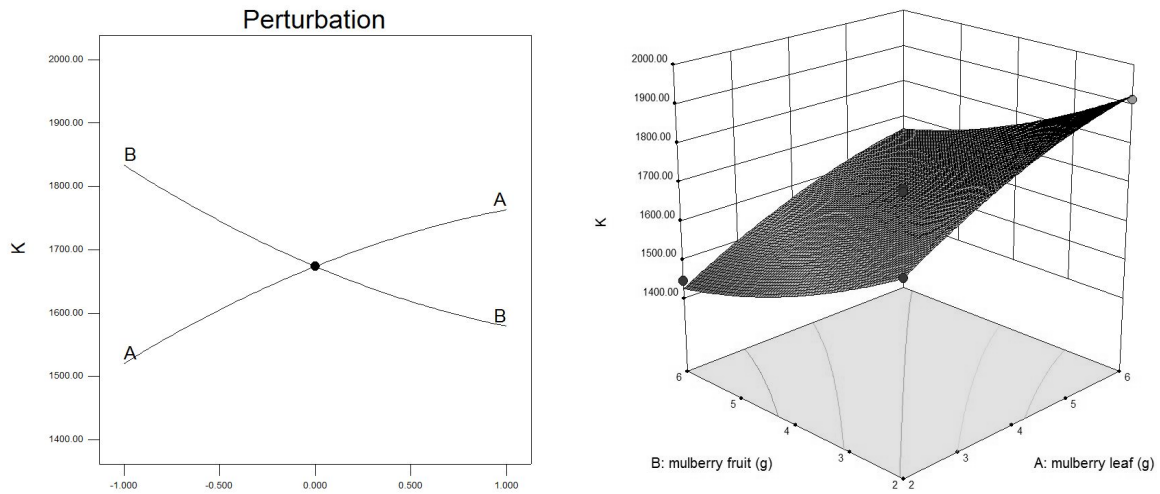 Perturbation
2000.00
1900.00
1800.00
1700.00
1600.00
1500.00
1400.00
K
B
A
A
B
-1.000 -0.500 0.000 0.500 1.000
2000.00
1900.00
1800.00
1700.00
1600.00
1500.00
1400.00
K
6 6
5 5
4 4
3 3
2 2
B: mulberry fruit (g) A: mulberry leaf (g)